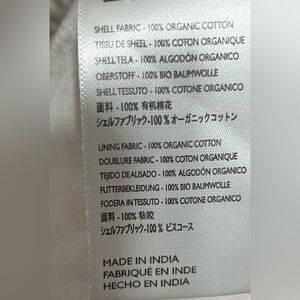 SHELL FABRIC - 100% ORGANIC COTTON
TISSU DE SHELL - 100% COTON ORGANIQUE
SHELL TELA - 100% ALGODÓN ORGANICO
OBERSTOFF - 100% BIO BAUMWOLLE
SHELL TESSUTO - 100% COTONE ORGANICO
面料 - 100% 有机棉花
シェルファブリック-100% オーガニックコットン
LINING FABRIC - 100% ORGANIC COTTON
DOUBLURE FABRIC - 100% COTON ORGANIQUE
TEJIDO DE ALISADO - 100% ALGODÓN ORGANICO
FUTTERBEKLEIDUNG - 100% BIO BAUMWOLLE
FODERA IN TESSUTO - 100% COTONE ORGANICO
面料 - 100% 粘胶
シェルファブリック-100% ビスコース
MADE IN INDIA
FABRIQUÉ EN INDE
HECHO EN INDIA